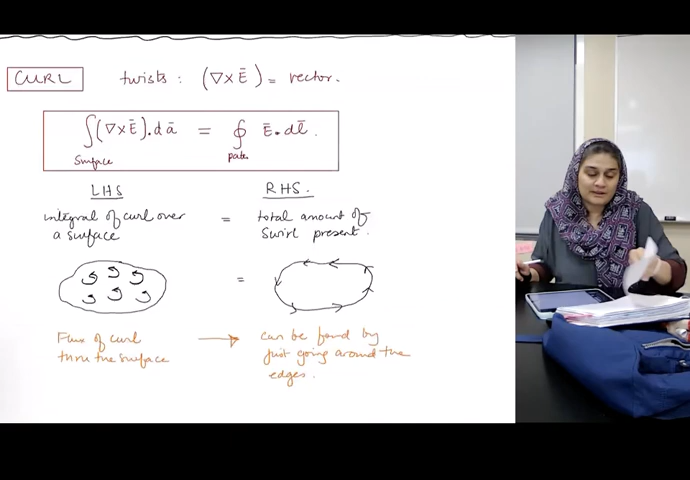 CURL twists: (∇×Ē) = vector.
∫(∇×Ē).dā = ∮ Ē.dl̄.
Surface path
LHS RHS.
integral of curl over = total amount of
a surface swirl present.
=
Flux of curl → can be found by
thru the surface just going around the
edges.